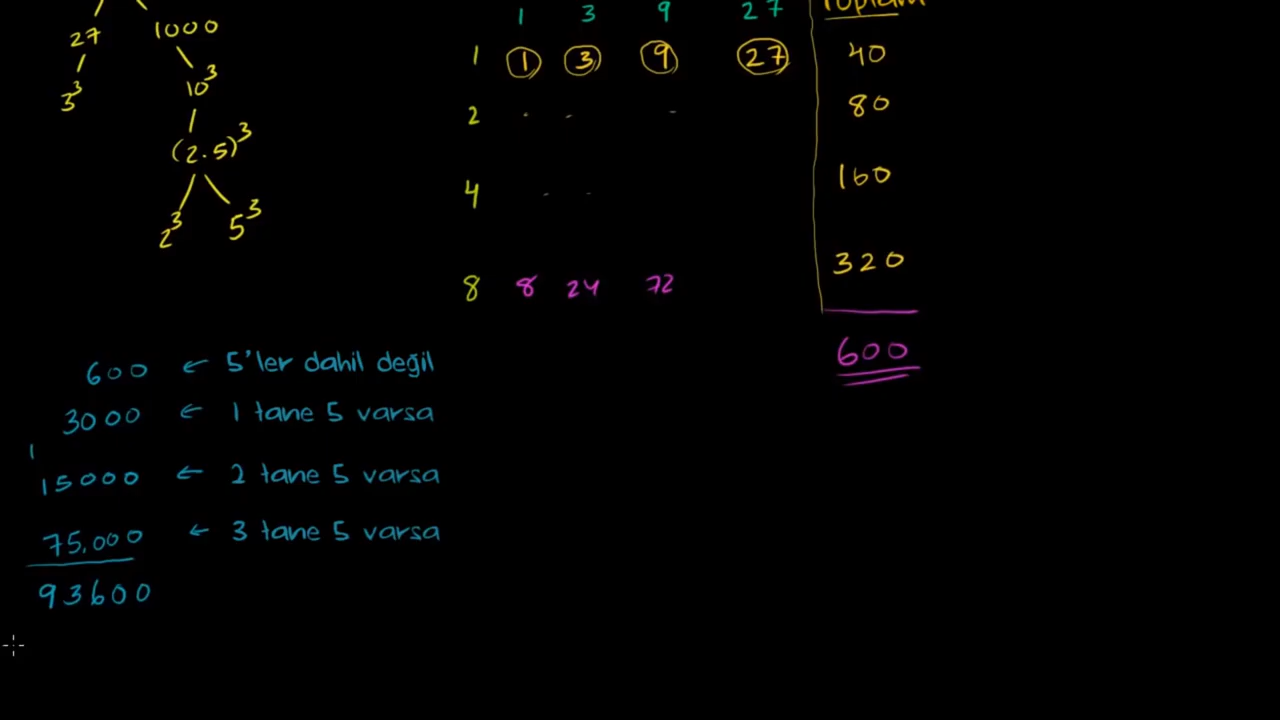 27 1000
3³ 10³
(2.5)³
2³ 5³
1 3 9 27 Toplam
1 1 3 9 27 40
2 80
4 160
8 8 24 72 320
600
600 ← 5'ler dahil değil
3000 ← 1 tane 5 varsa
1
15000 ← 2 tane 5 varsa
75.000 ← 3 tane 5 varsa
93600